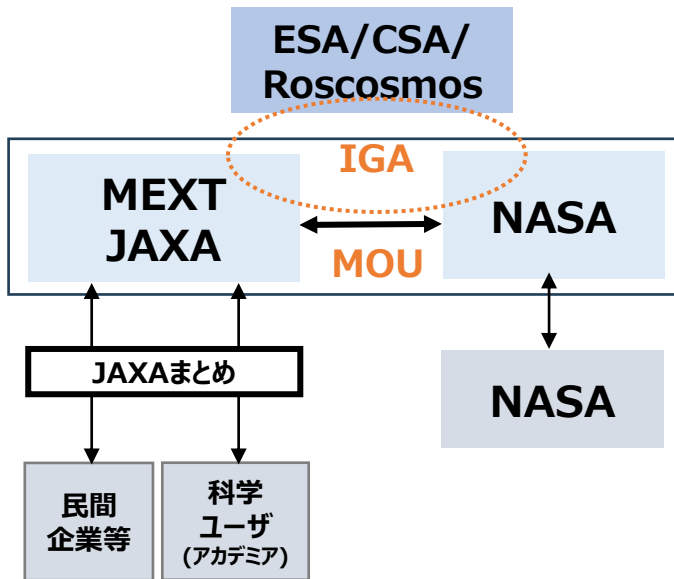 ESA/CSA/
Roscosmos
IGA
MEXT
JAXA
MOU
NASA
JAXAまとめ
NASA
民間
企業等
科学
ユーザ
(アカデミア)